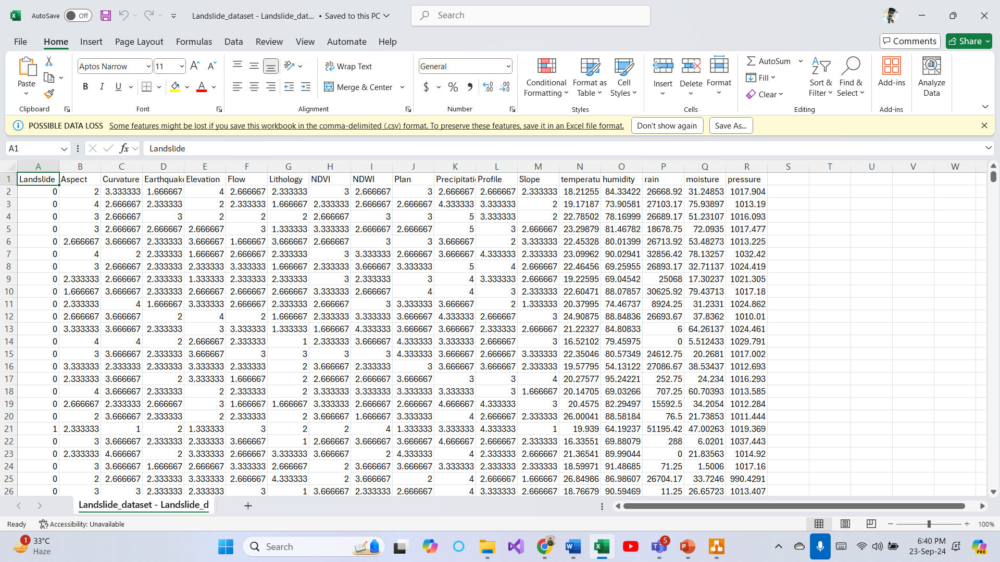 AutoSave Off Landslide_dataset - Landslide_dat... • Saved to this PC Search
File Home Insert Page Layout Formulas Data Review View Automate Help Comments Share
Paste Aptos Narrow 11 Wrap Text General Conditional Formatting Format as Table Cell Styles Insert Delete Format AutoSum Fill Clear Sort & Filter Find & Select Add-ins Analyze Data
B I U A Merge & Center $ %
Clipboard Font Alignment Number Styles Cells Editing Add-ins
POSSIBLE DATA LOSS Some features might be lost if you save this workbook in the comma-delimited (.csv) format. To preserve these features, save it in an Excel file format. Don't show again Save As...
A1 fx Landslide
A B C D E F G H I J K L M N O P Q R S T U V W
1 Landslide Aspect Curvature Earthquake Elevation Flow Lithology NDVI NDWI Plan Precipitati Profile Slope temperatu humidity rain moisture pressure
2 0 2 3.333333 1.666667 4 2.666667 2.333333 3 2.666667 3 2.666667 2.666667 2.333333 18.21255 84.33422 26668.92 31.24853 1017.904
3 0 4 2.666667 2.333333 2 2.333333 1.666667 2.333333 2.666667 2.666667 4.333333 3.333333 2 19.17187 73.90581 27103.17 75.93897 1013.19
4 0 3 2.666667 3 2 2 2 2.666667 3 3 5 3.333333 2 22.78502 78.16999 26689.17 51.23107 1016.093
5 0 3 2.666667 2.666667 2.666667 3 1.333333 3.333333 2.666667 2.666667 5 3 2.666667 23.29879 81.46782 18678.75 72.0935 1017.477
6 0 2.666667 3.666667 2.333333 3.666667 1.666667 3.666667 2.666667 3 3 3.666667 2 3.333333 22.45328 80.01399 26713.92 53.48273 1013.225
7 0 4 2 2.333333 1.666667 2.666667 2.333333 3 3.333333 2.666667 3.666667 4.333333 2.333333 23.09962 90.02941 32856.42 78.13257 1032.42
8 0 3 2.666667 2.333333 2.333333 3.333333 1.666667 2.333333 3.666667 3.333333 5 4 2.666667 22.46456 69.25955 26893.17 32.71137 1024.419
9 0 2.333333 2.666667 2.333333 1.333333 2.333333 2.333333 3 2.333333 3 4 3.333333 2.666667 19.22595 69.04542 25068 17.30237 1021.305
10 0 1.666667 3.666667 2.333333 2.666667 2.666667 2.666667 3.333333 2.666667 4 4 3 2.333333 22.60471 88.07857 30625.92 79.43713 1017.18
11 0 2.333333 4 1.666667 3.333333 2.666667 2.333333 2.666667 3 3.333333 3.666667 2 1.333333 20.37995 74.46737 8924.25 31.2331 1024.862
12 0 2.666667 3.666667 2 4 2 1.666667 2.333333 3.333333 3.666667 4.333333 2.666667 3 24.90875 88.84836 26693.67 37.8362 1010.01
13 0 3.333333 3.666667 2.333333 3 3.333333 1.333333 1.666667 4.333333 3.666667 3.666667 2.333333 2.666667 21.22327 84.80833 6 64.26137 1024.461
14 0 4 4 2 2.666667 2.333333 1 2.333333 3.666667 4.333333 3.333333 2.666667 3 16.52102 79.45975 0 5.512433 1029.791
15 0 3 3.666667 2.333333 3.666667 3 3 3 3 4.333333 3.666667 2.666667 3.333333 22.35046 80.57349 24612.75 20.2681 1017.002
16 0 3.333333 2.333333 2.333333 3.333333 2.333333 2 3.666667 2.333333 3 3.666667 3.666667 2.333333 19.57795 54.13122 27086.67 38.53437 1012.693
17 0 2.333333 3.666667 2 3.333333 1.666667 2 2.666667 2.666667 3.666667 3 3 4 20.27577 95.24221 252.75 24.234 1016.293
18 0 4 3.666667 2.333333 2 2.333333 2 3.333333 3.333333 3.333333 3.333333 3 1.666667 20.14705 69.03266 707.25 60.70393 1013.585
19 0 2.666667 2.333333 2.666667 3 1.666667 1.666667 3.333333 2.666667 2.666667 4.666667 4.333333 3 20.4575 82.29497 15592.5 34.2054 1012.284
20 0 2 3.666667 2.333333 2 2.333333 2 3.666667 1.666667 3.333333 4 2.666667 2.333333 26.00041 88.58184 76.5 21.73853 1011.444
21 1 2.333333 1 2 1.333333 3 2 2 4 1.333333 3.333333 4.333333 1 19.939 64.19237 51195.42 47.00263 1019.369
22 0 3 3.666667 2.333333 2.333333 3.666667 1 2.666667 3.666667 3.666667 4.666667 2.666667 2.333333 16.33551 69.88079 288 6.0201 1037.443
23 0 2.333333 4.666667 2 3.333333 2.666667 3.333333 3.666667 2 4.333333 4 2.333333 2.666667 21.36541 89.99044 0 21.83563 1014.92
24 0 3 3.666667 1.666667 2.666667 3.333333 2.666667 2 3.666667 3.666667 3.333333 2.333333 2.333333 18.59971 91.48685 71.25 1.5006 1017.16
25 0 2 2.666667 2.333333 3.333333 2.666667 4.333333 2 3.666667 2 4 2.666667 1.666667 26.84986 86.98607 26704.17 33.7246 990.4291
26 0 3 3 2.333333 2.333333 3 1 3.666667 2.333333 2.666667 4 3.333333 2.666667 18.76679 90.59469 11.25 26.65723 1013.407
Landslide_dataset - Landslide_d
Ready Accessibility: Unavailable 100%
1 33°C Search 5 6:40 PM
Haze 23-Sep-24 PRE